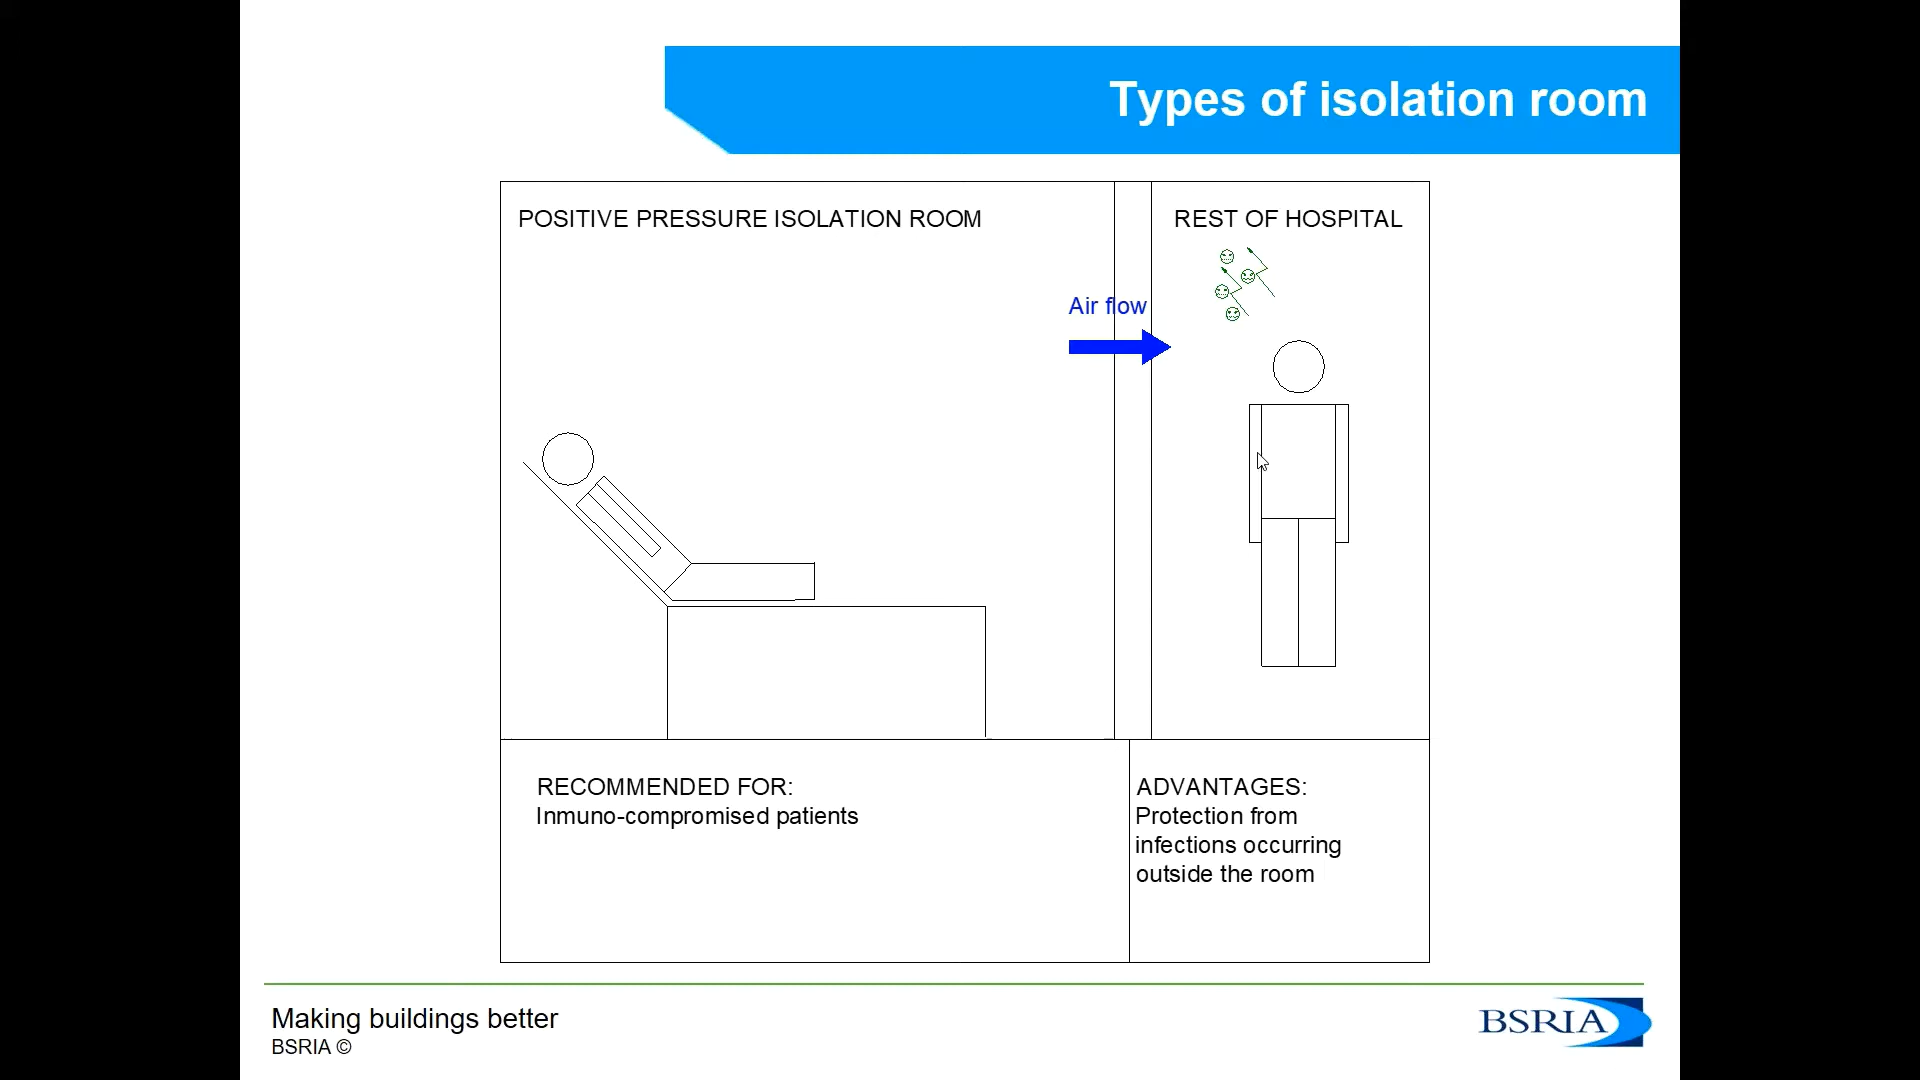 Types of isolation room
POSITIVE PRESSURE ISOLATION ROOM
REST OF HOSPITAL
Air flow
RECOMMENDED FOR:
Inmuno-compromised patients
ADVANTAGES:
Protection from
infections occurring
outside the room
Making buildings better
BSRIA ©
BSRIA